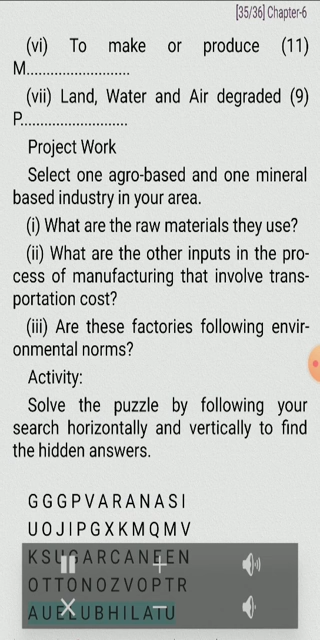 [35/36] Chapter-6
(vi) To make or produce (11)
M..........................
(vii) Land, Water and Air degraded (9)
P...........................
Project Work
Select one agro-based and one mineral
based industry in your area.
(i) What are the raw materials they use?
(ii) What are the other inputs in the pro-
cess of manufacturing that involve trans-
portation cost?
(iii) Are these factories following envir-
onmental norms?
Activity:
Solve the puzzle by following your
search horizontally and vertically to find
the hidden answers.
G G G P V A R A N A S I
U O J I P G X K M Q M V
K S U G A R C A N E E N
O T T O N O Z V O P T R
A U E L U B H I L A T U